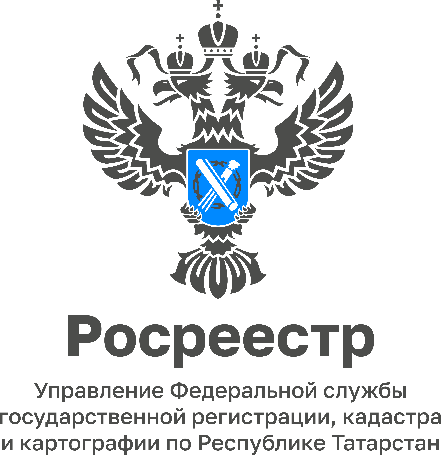 Росреестр
Управление Федеральной службы
государственной регистрации, кадастра
и картографии по Республике Татарстан